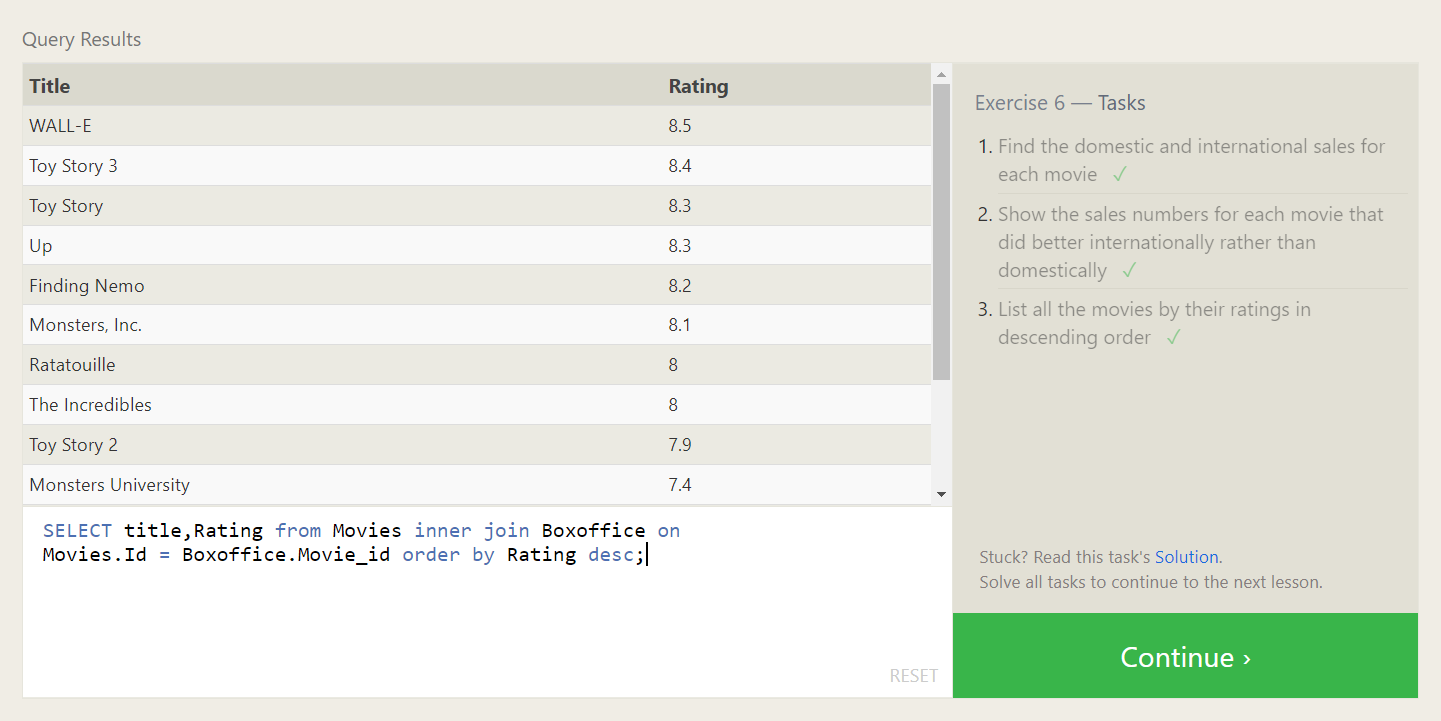 Query Results
Title Rating
WALL-E 8.5
Toy Story 3 8.4
Toy Story 8.3
Up 8.3
Finding Nemo 8.2
Monsters, Inc. 8.1
Ratatouille 8
The Incredibles 8
Toy Story 2 7.9
Monsters University 7.4
SELECT title,Rating from Movies inner join Boxoffice on
Movies.Id = Boxoffice.Movie_id order by Rating desc;
RESET
Exercise 6 — Tasks
1. Find the domestic and international sales for
each movie ✓
2. Show the sales numbers for each movie that
did better internationally rather than
domestically ✓
3. List all the movies by their ratings in
descending order ✓
Stuck? Read this task's Solution.
Solve all tasks to continue to the next lesson.
Continue ›